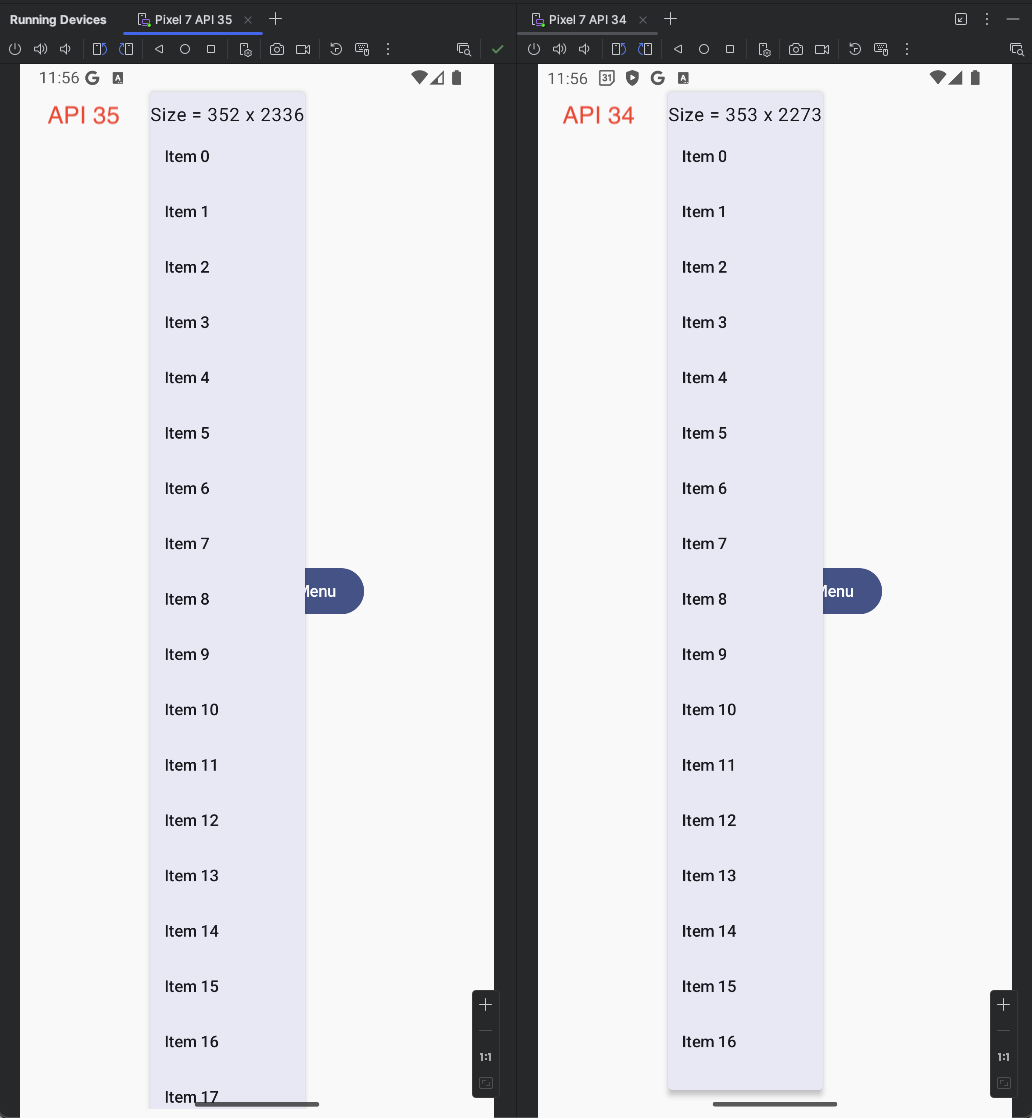 Running Devices
Pixel 7 API 35
Pixel 7 API 34
11:56
API 35
Size = 352 x 2336
Item 0
Item 1
Item 2
Item 3
Item 4
Item 5
Item 6
Item 7
Menu
Item 8
Item 9
Item 10
Item 11
Item 12
Item 13
Item 14
Item 15
Item 16
Item 17
1:1
11:56
31
API 34
Size = 353 x 2273
Item 0
Item 1
Item 2
Item 3
Item 4
Item 5
Item 6
Item 7
Menu
Item 8
Item 9
Item 10
Item 11
Item 12
Item 13
Item 14
Item 15
Item 16
1:1